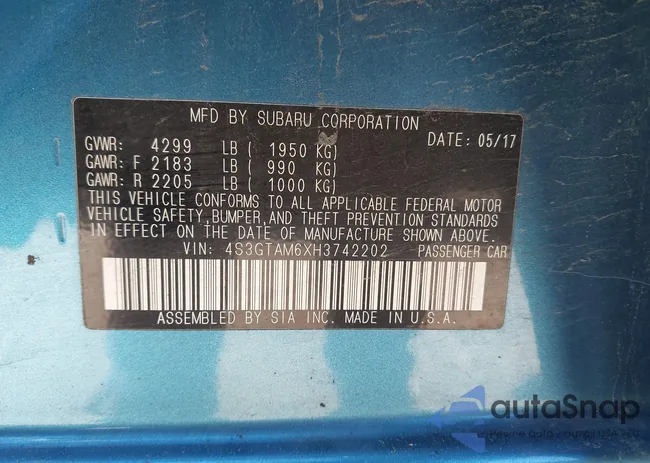 MFD BY SUBARU CORPORATION
DATE: 05/17
GVWR: 4299 LB ( 1950 KG)
GAWR: F 2183 LB ( 990 KG)
GAWR: R 2205 LB ( 1000 KG)
THIS VEHICLE CONFORMS TO ALL APPLICABLE FEDERAL MOTOR
VEHICLE SAFETY, BUMPER, AND THEFT PREVENTION STANDARDS
IN EFFECT ON THE DATE OF MANUFACTURE SHOWN ABOVE.
VIN: 4S3GTAM6XH3742202 PASSENGER CAR
ASSEMBLED BY SIA INC. MADE IN U.S.A.
autoSnap